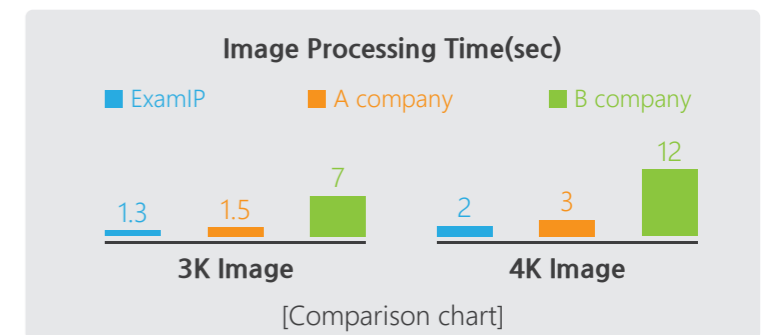 Image Processing Time(sec)
ExamIP A company B company
1.3 1.5 7 2 3 12
3K Image 4K Image
[Comparison chart]